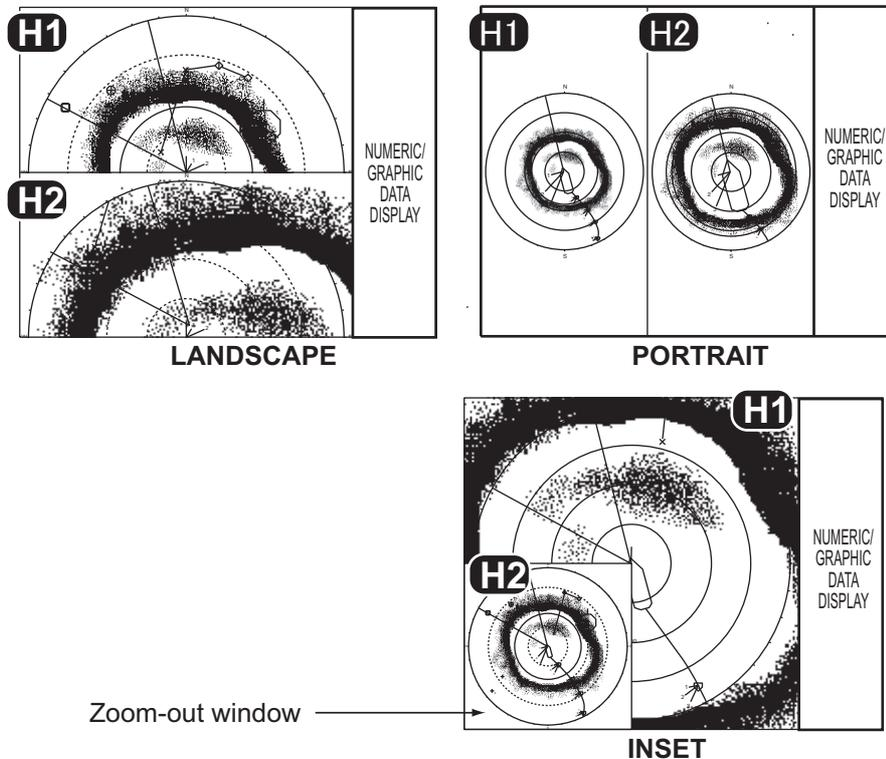 H1
N
H2
N
NUMERIC/
GRAPHIC
DATA
DISPLAY
LANDSCAPE
H1
H2
N
N
S
S
NUMERIC/
GRAPHIC
DATA
DISPLAY
PORTRAIT
H1
H2
NUMERIC/
GRAPHIC
DATA
DISPLAY
Zoom-out window
INSET